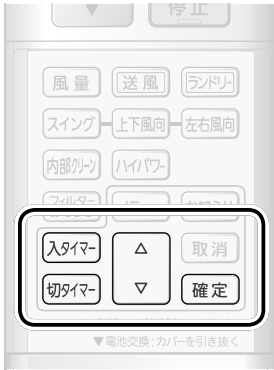 停止
風量 送風 ランドリー
スイング 上下風向 左右風向
内部クリーン ハイパワー
入タイマー △ 取消
切タイマー ▽ 確定
▼電池交換:カバーを引き抜く